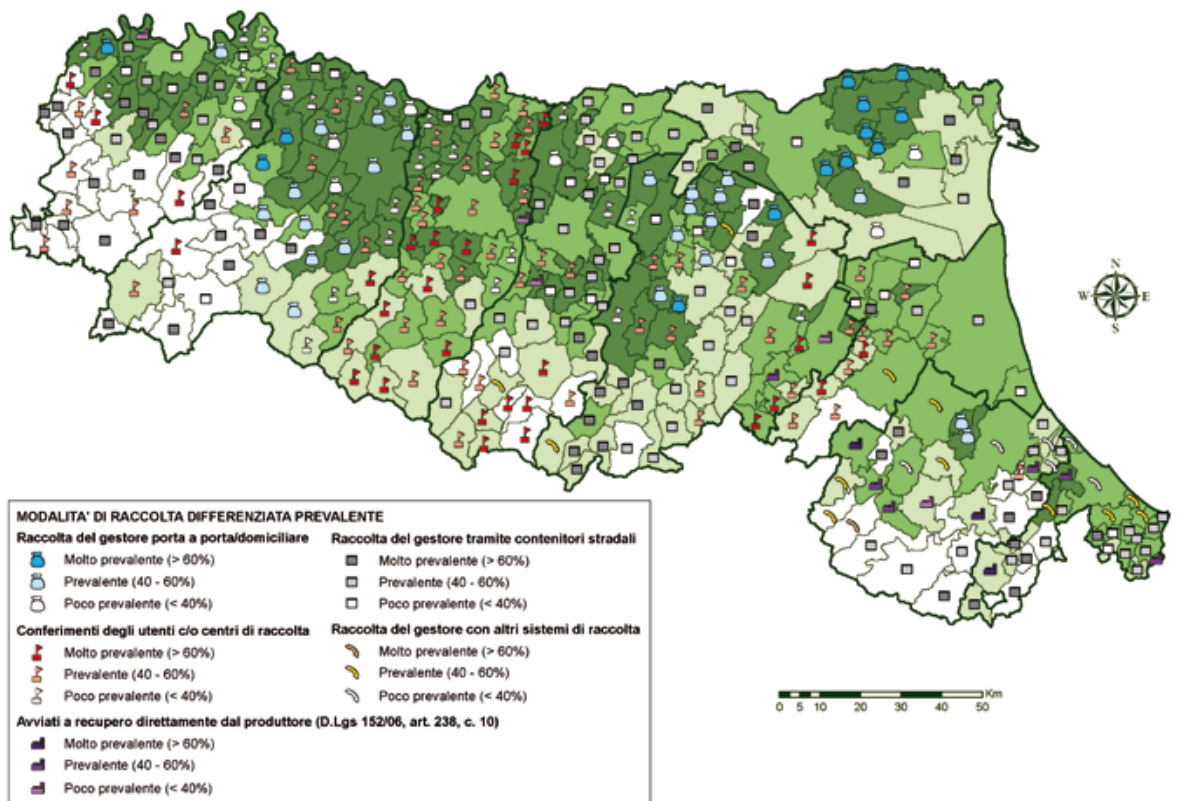 N
W
E
S
MODALITA' DI RACCOLTA DIFFERENZIATA PREVALENTE
Raccolta del gestore porta a porta/domiciliare
Molto prevalente (> 60%)
Prevalente (40 - 60%)
Poco prevalente (< 40%)
Raccolta del gestore tramite contenitori stradali
Molto prevalente (> 60%)
Prevalente (40 - 60%)
Poco prevalente (< 40%)
Conferimenti degli utenti c/o centri di raccolta
Molto prevalente (> 60%)
Prevalente (40 - 60%)
Poco prevalente (< 40%)
Raccolta del gestore con altri sistemi di raccolta
Molto prevalente (> 60%)
Prevalente (40 - 60%)
Poco prevalente (< 40%)
Avviati a recupero direttamente dal produttore (D.Lgs 152/06, art. 238, c. 10)
Molto prevalente (> 60%)
Prevalente (40 - 60%)
Poco prevalente (< 40%)
Km
0 5 10 20 30 40 50